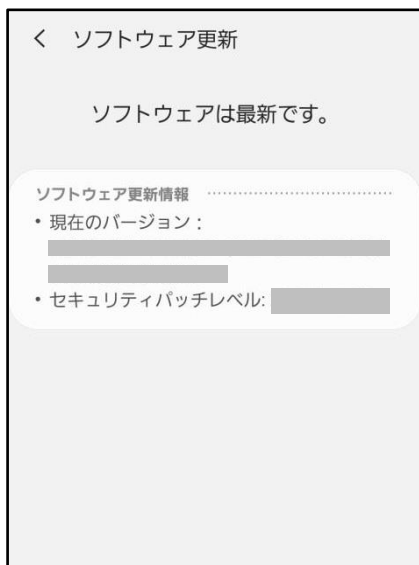 ソフトウェア更新
ソフトウェアは最新です。
ソフトウェア更新情報
• 現在のバージョン :
• セキュリティパッチレベル: